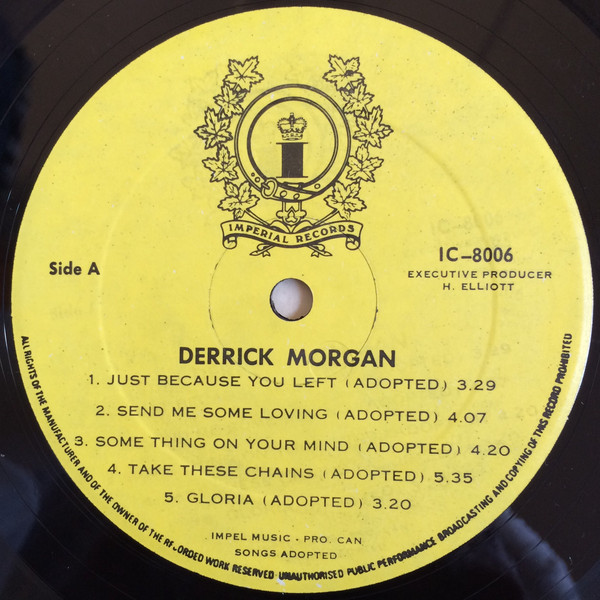 I
IMPERIAL RECORDS
Side A
IC-8006
EXECUTIVE PRODUCER
H. ELLIOTT
DERRICK MORGAN
1. JUST BECAUSE YOU LEFT (ADOPTED) 3.29
2. SEND ME SOME LOVING (ADOPTED) 4.07
3. SOME THING ON YOUR MIND (ADOPTED) 4.20
4. TAKE THESE CHAINS (ADOPTED) 5.35
5. GLORIA (ADOPTED) 3.20
IMPEL MUSIC - PRO. CAN.
SONGS ADOPTED
ALL RIGHTS OF THE MANUFACTURER AND OF THE OWNER OF THE RE ORDED WORK RESERVED UNAUTHORISED PUBLIC PERFORMANCE BROADCASTING AND COPYING OF THIS RECORD PROHIBITED